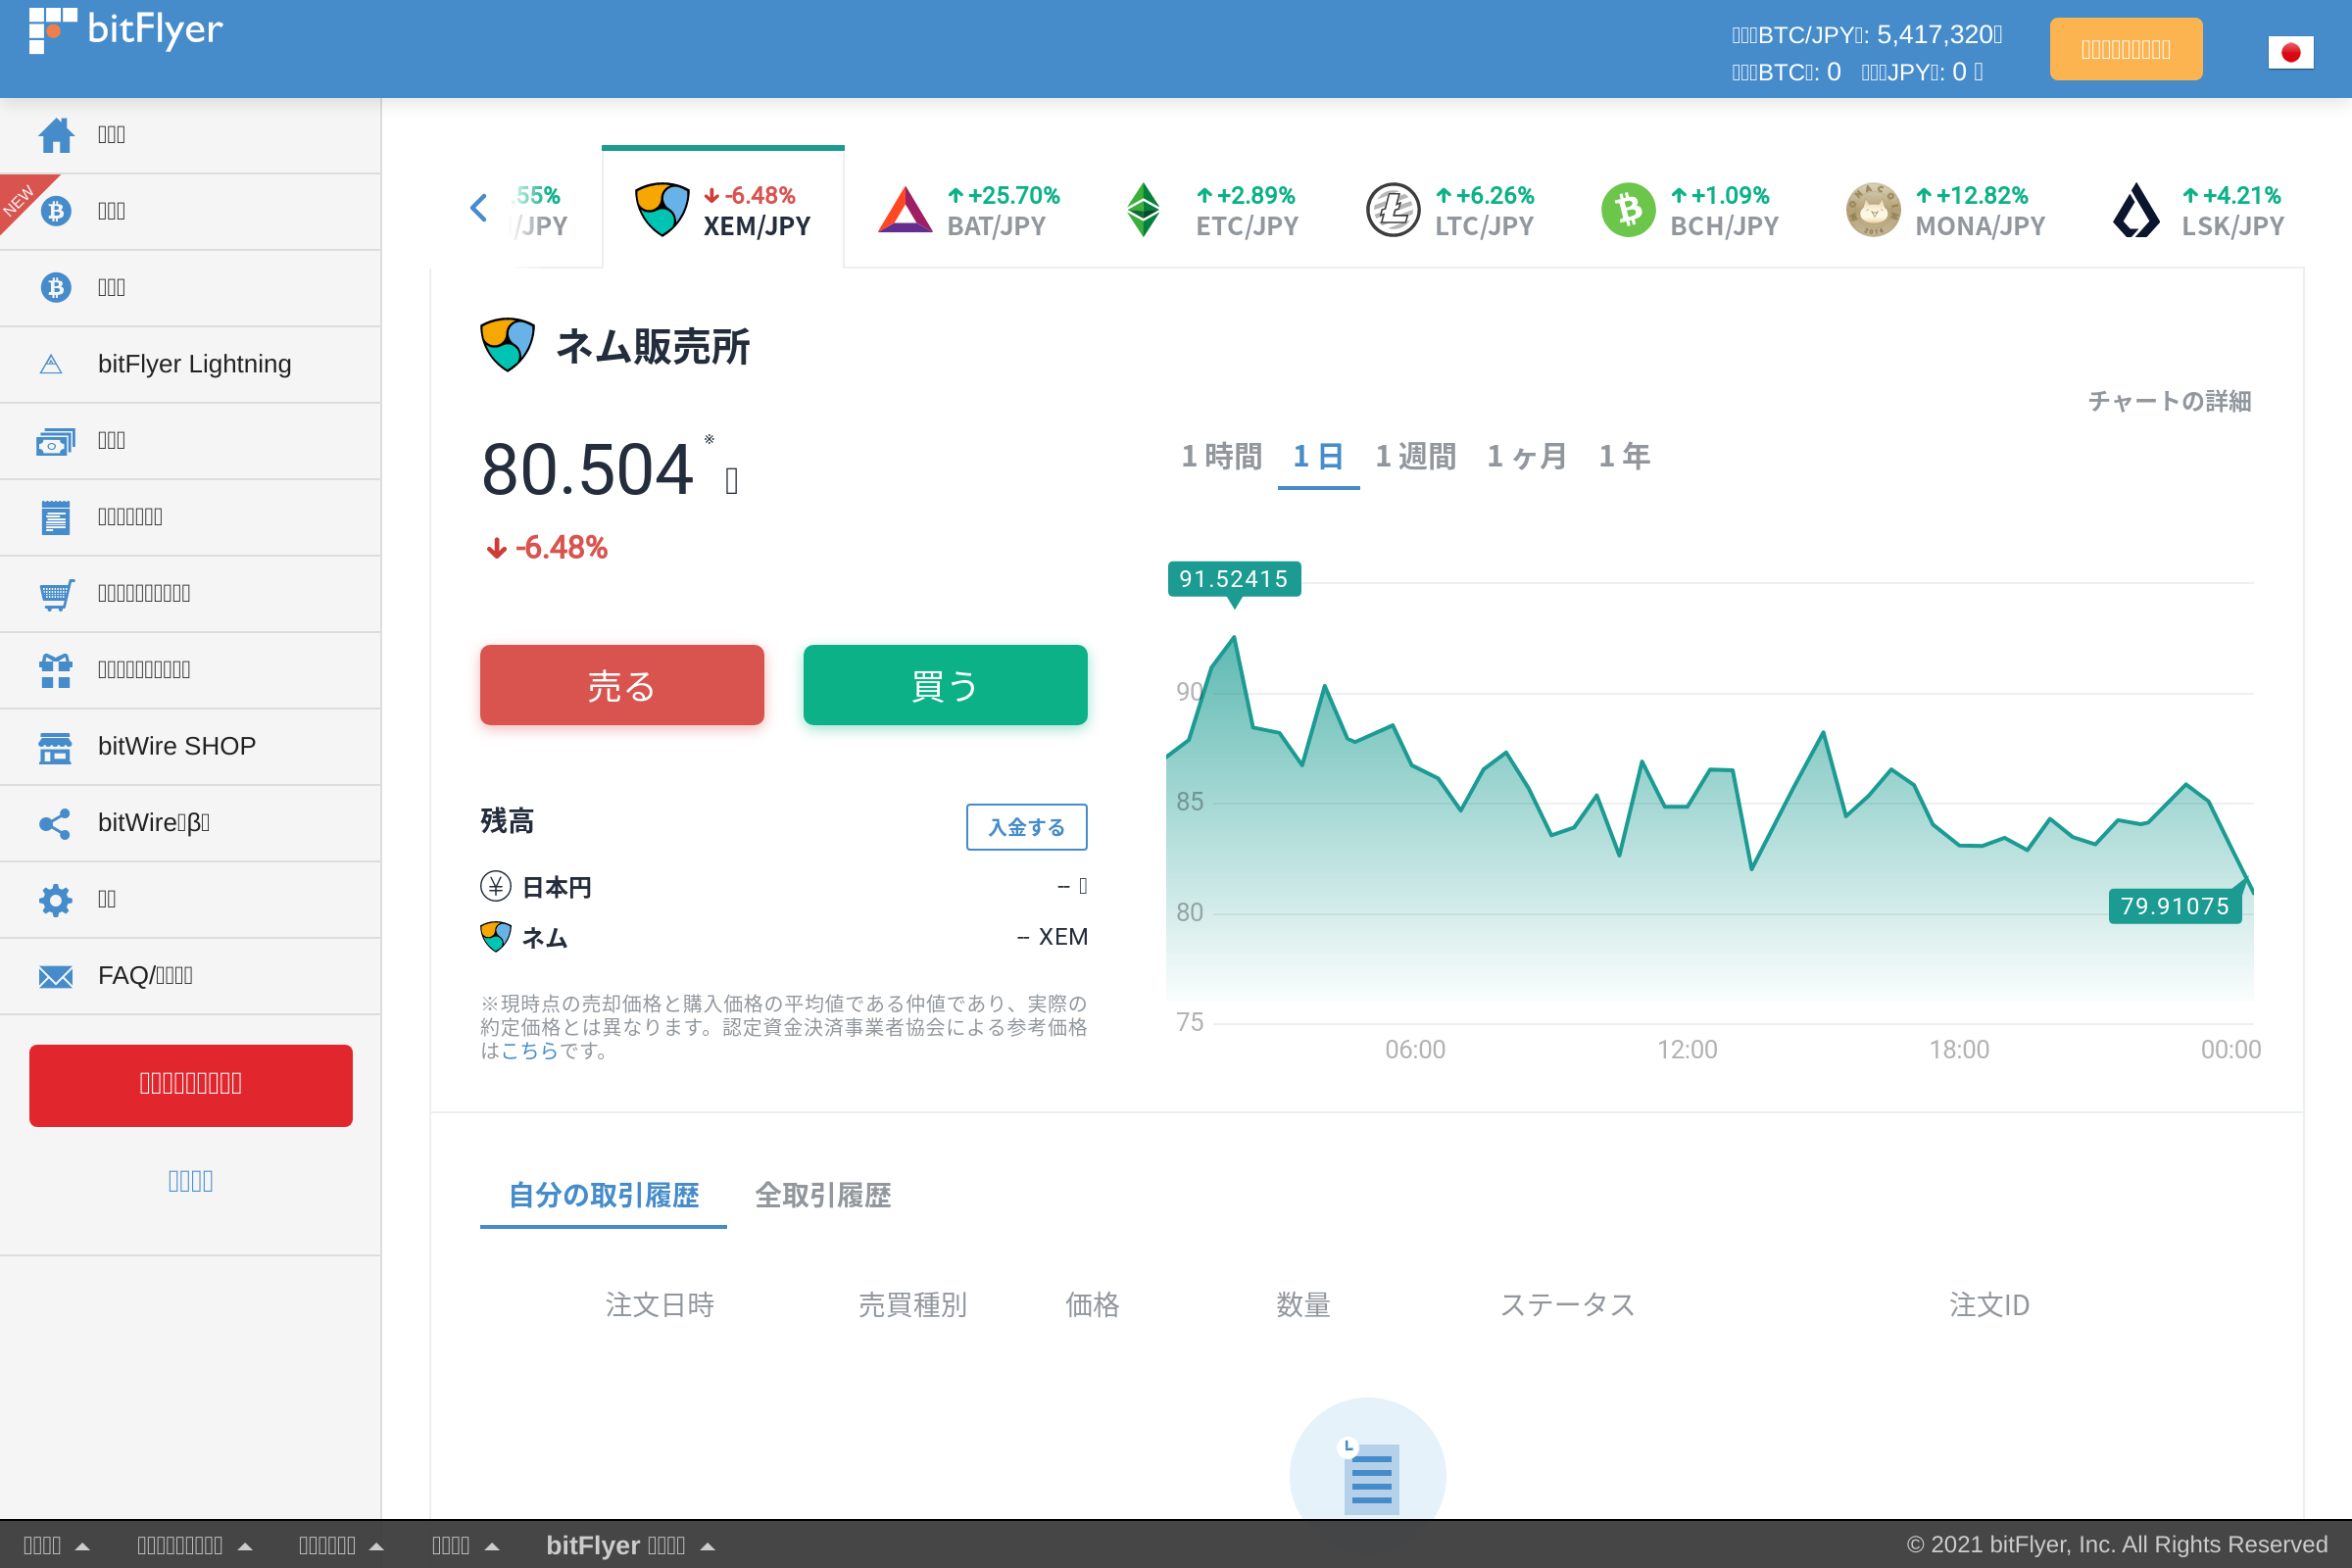 bitFlyer
BTC/JPY: 5,417,320
BTC: 0 JPY: 0
NEW
bitFlyer Lightning
bitWire SHOP
bitWire β
FAQ/
.55%
/JPY
-6.48%
XEM/JPY
+25.70%
BAT/JPY
+2.89%
ETC/JPY
+6.26%
LTC/JPY
+1.09%
BCH/JPY
+12.82%
MONA/JPY
+4.21%
LSK/JPY
ネム販売所
チャートの詳細
80.504 ※
-6.48%
1 時間 1 日 1 週間 1 ヶ月 1 年
売る 買う
残高 入金する
日本円 --
ネム -- XEM
※現時点の売却価格と購入価格の平均値である仲値であり、実際の
約定価格とは異なります。認定資金決済事業者協会による参考価格
はこちらです。
91.52415
90
85
80
79.91075
75
06:00 12:00 18:00 00:00
自分の取引履歴 全取引履歴
注文日時 売買種別 価格 数量 ステータス 注文ID
bitFlyer
© 2021 bitFlyer, Inc. All Rights Reserved